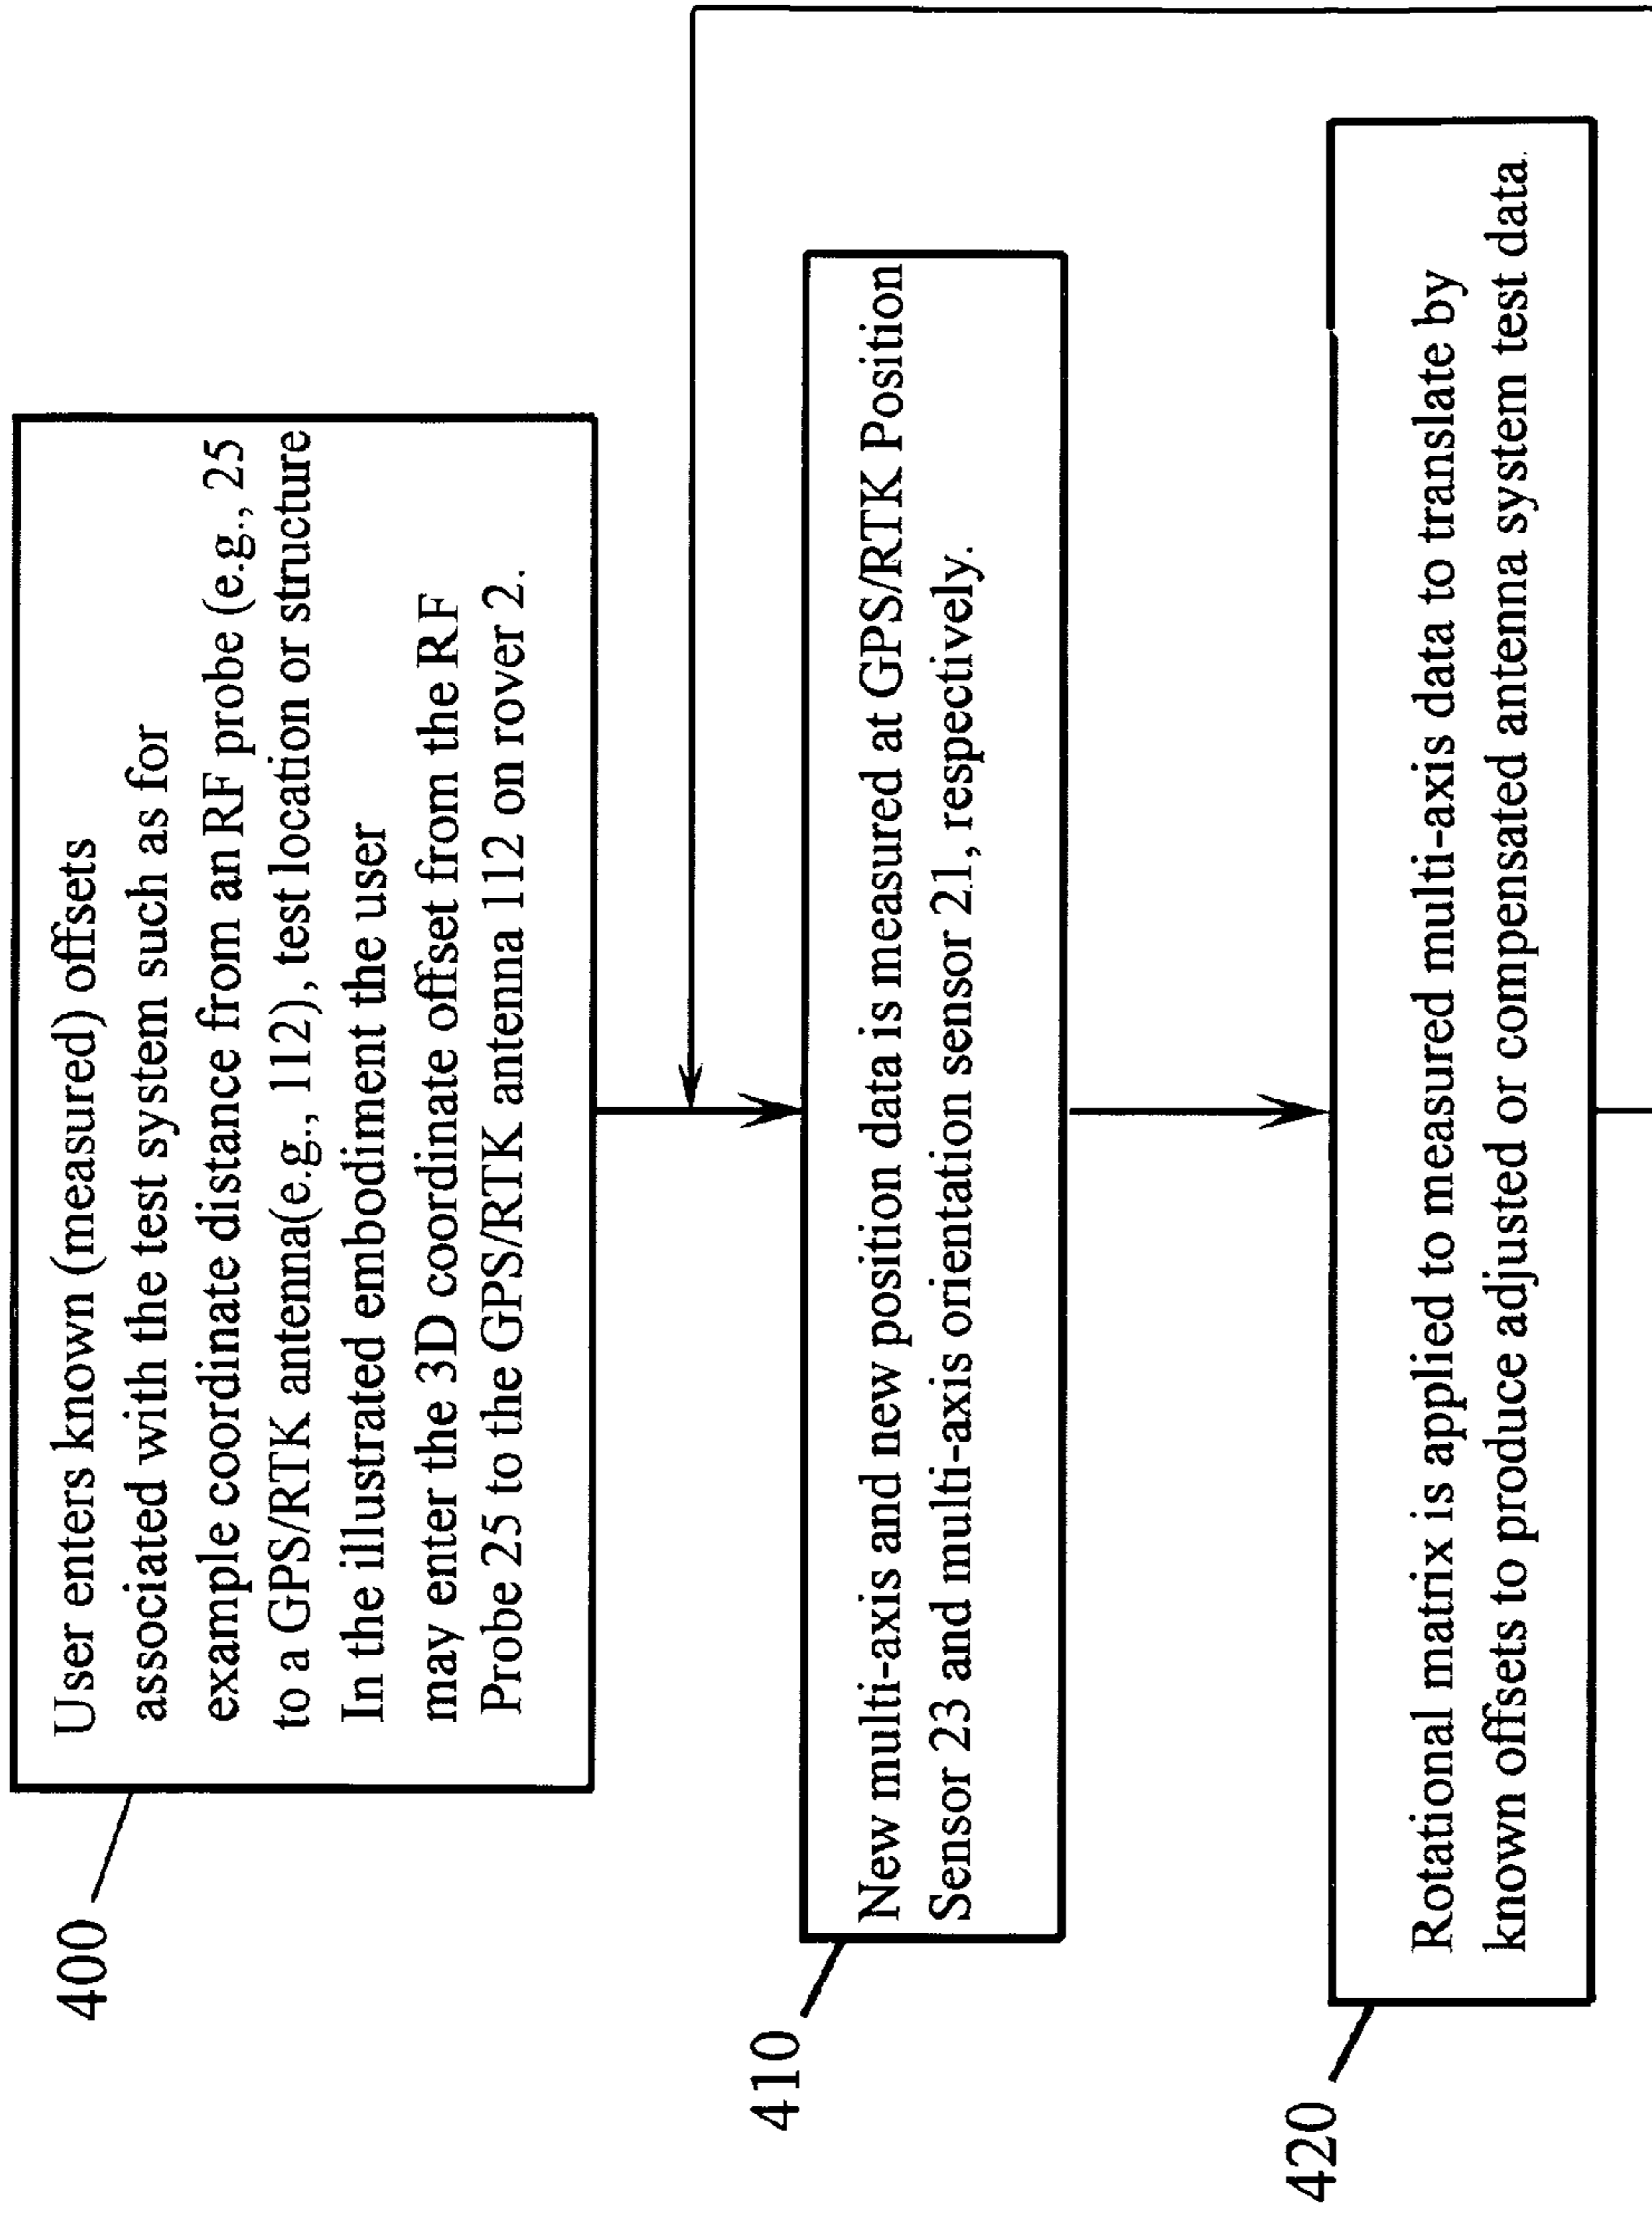 400
User enters known (measured) offsets
associated with the test system such as for
example coordinate distance from an RF probe (e.g., 25
to a GPS/RTK antenna(e.g., 112), test location or structure
In the illustrated embodiment the user
may enter the 3D coordinate offset from the RF
Probe 25 to the GPS/RTK antenna 112 on rover 2.
410
New multi-axis and new position data is measured at GPS/RTK Position
Sensor 23 and multi-axis orientation sensor 21, respectively.
420
Rotational matrix is applied to measured multi-axis data to translate by
known offsets to produce adjusted or compensated antenna system test data.